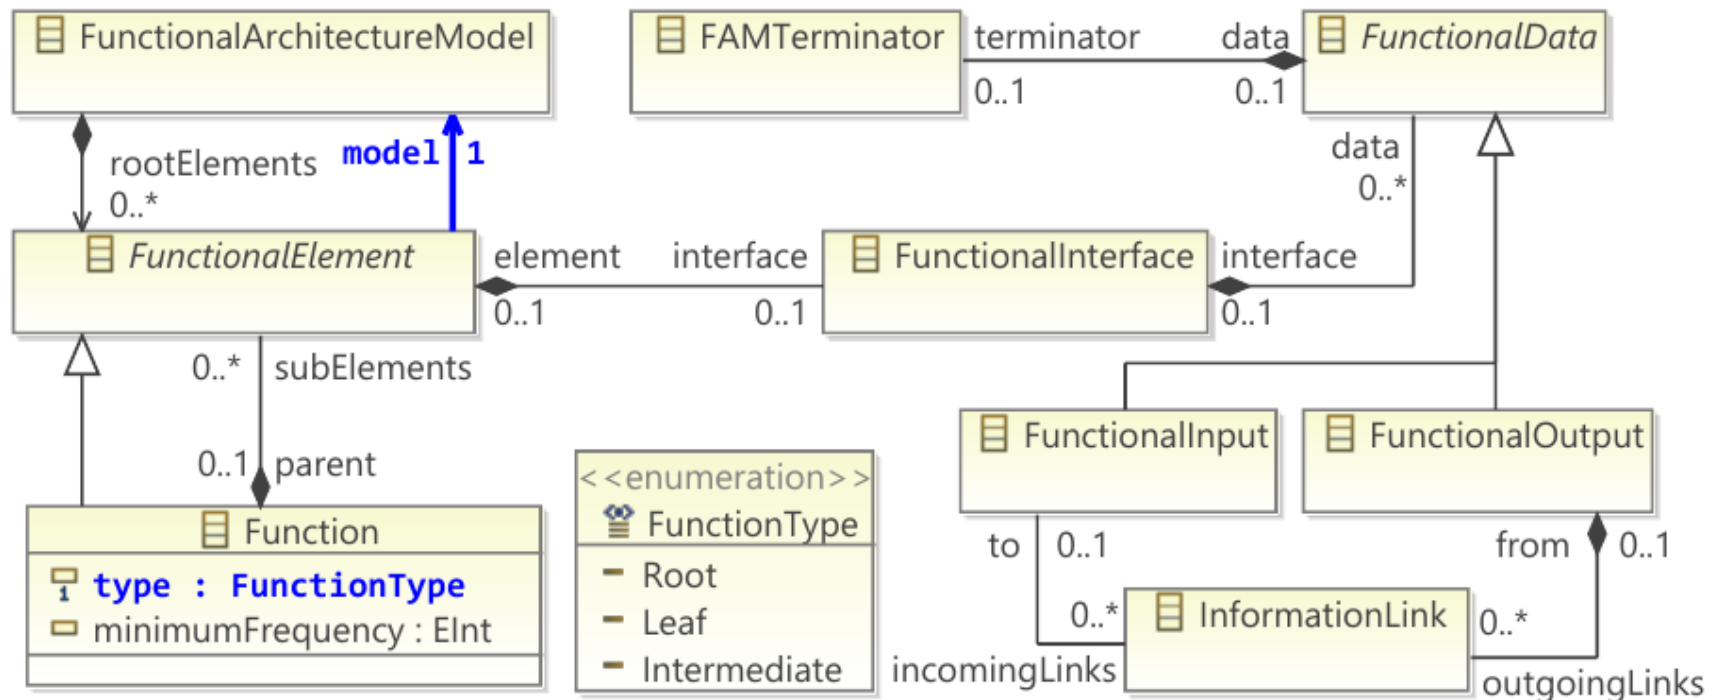 FunctionalArchitectureModel
FAMTerminator
terminator
data
FunctionalData
0..1
0..1
rootElements
model
1
0..*
data
0..*
FunctionalElement
element
interface
FunctionalInterface
interface
0..1
0..1
0..1
0..*
subElements
0..1
parent
Function
type : FunctionType
minimumFrequency : EInt
<<enumeration>>
FunctionType
Root
Leaf
Intermediate
FunctionalInput
FunctionalOutput
to
0..1
from
0..1
0..*
InformationLink
0..*
incomingLinks
outgoingLinks
1